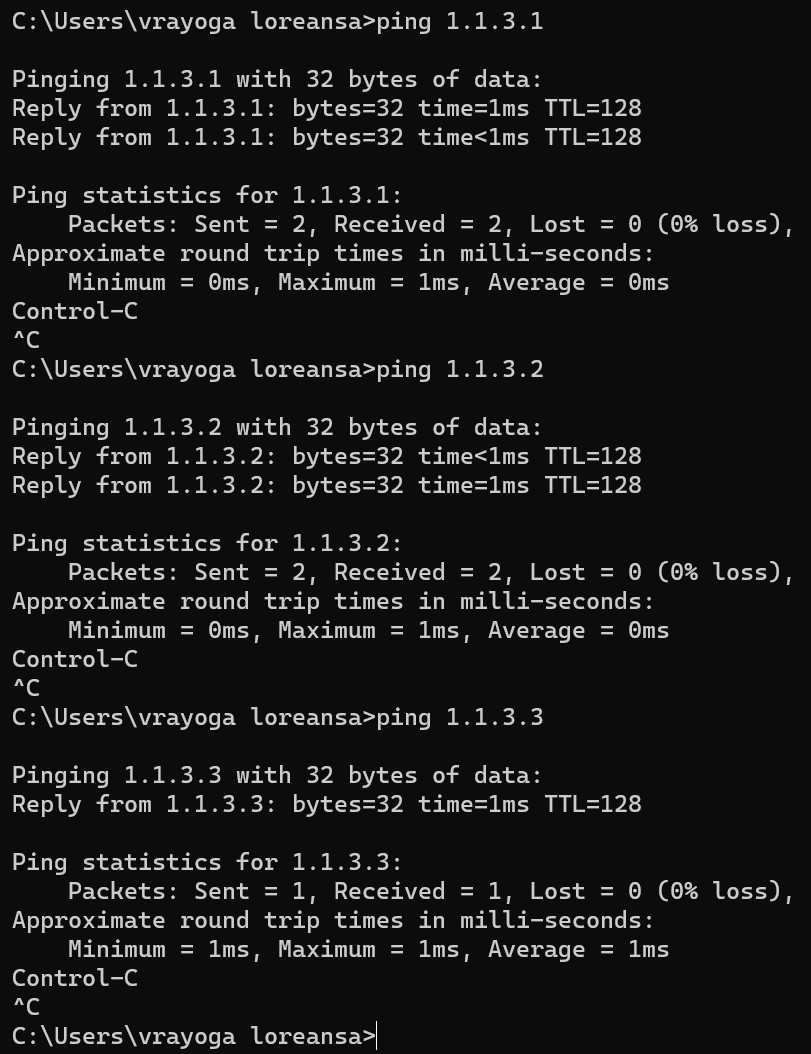 C:\Users\vrayoga loreansa>ping 1.1.3.1

Pinging 1.1.3.1 with 32 bytes of data:
Reply from 1.1.3.1: bytes=32 time=1ms TTL=128
Reply from 1.1.3.1: bytes=32 time<1ms TTL=128

Ping statistics for 1.1.3.1:
    Packets: Sent = 2, Received = 2, Lost = 0 (0% loss),
Approximate round trip times in milli-seconds:
    Minimum = 0ms, Maximum = 1ms, Average = 0ms
Control-C
^C
C:\Users\vrayoga loreansa>ping 1.1.3.2

Pinging 1.1.3.2 with 32 bytes of data:
Reply from 1.1.3.2: bytes=32 time<1ms TTL=128
Reply from 1.1.3.2: bytes=32 time=1ms TTL=128

Ping statistics for 1.1.3.2:
    Packets: Sent = 2, Received = 2, Lost = 0 (0% loss),
Approximate round trip times in milli-seconds:
    Minimum = 0ms, Maximum = 1ms, Average = 0ms
Control-C
^C
C:\Users\vrayoga loreansa>ping 1.1.3.3

Pinging 1.1.3.3 with 32 bytes of data:
Reply from 1.1.3.3: bytes=32 time=1ms TTL=128

Ping statistics for 1.1.3.3:
    Packets: Sent = 1, Received = 1, Lost = 0 (0% loss),
Approximate round trip times in milli-seconds:
    Minimum = 1ms, Maximum = 1ms, Average = 1ms
Control-C
^C
C:\Users\vrayoga loreansa>